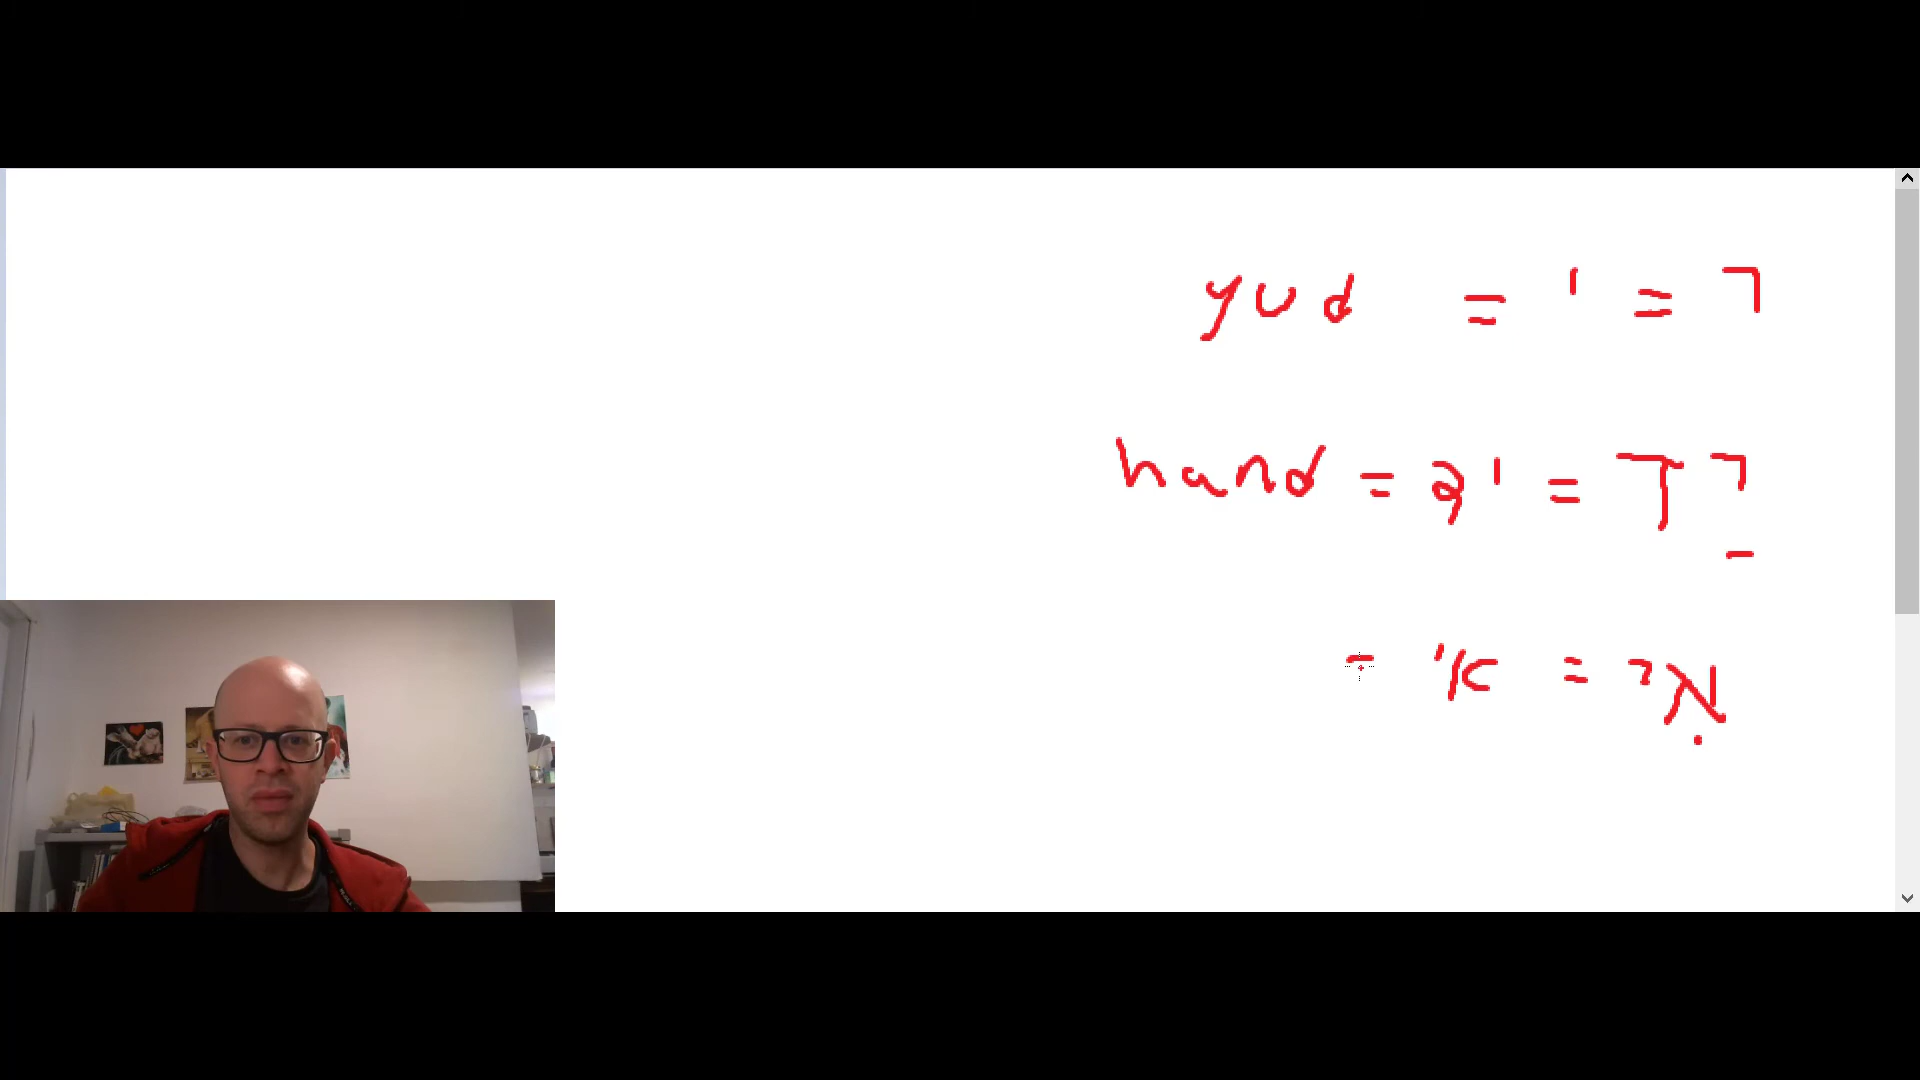 yud = י = י
hand = יד = יַד
= אי = אִי